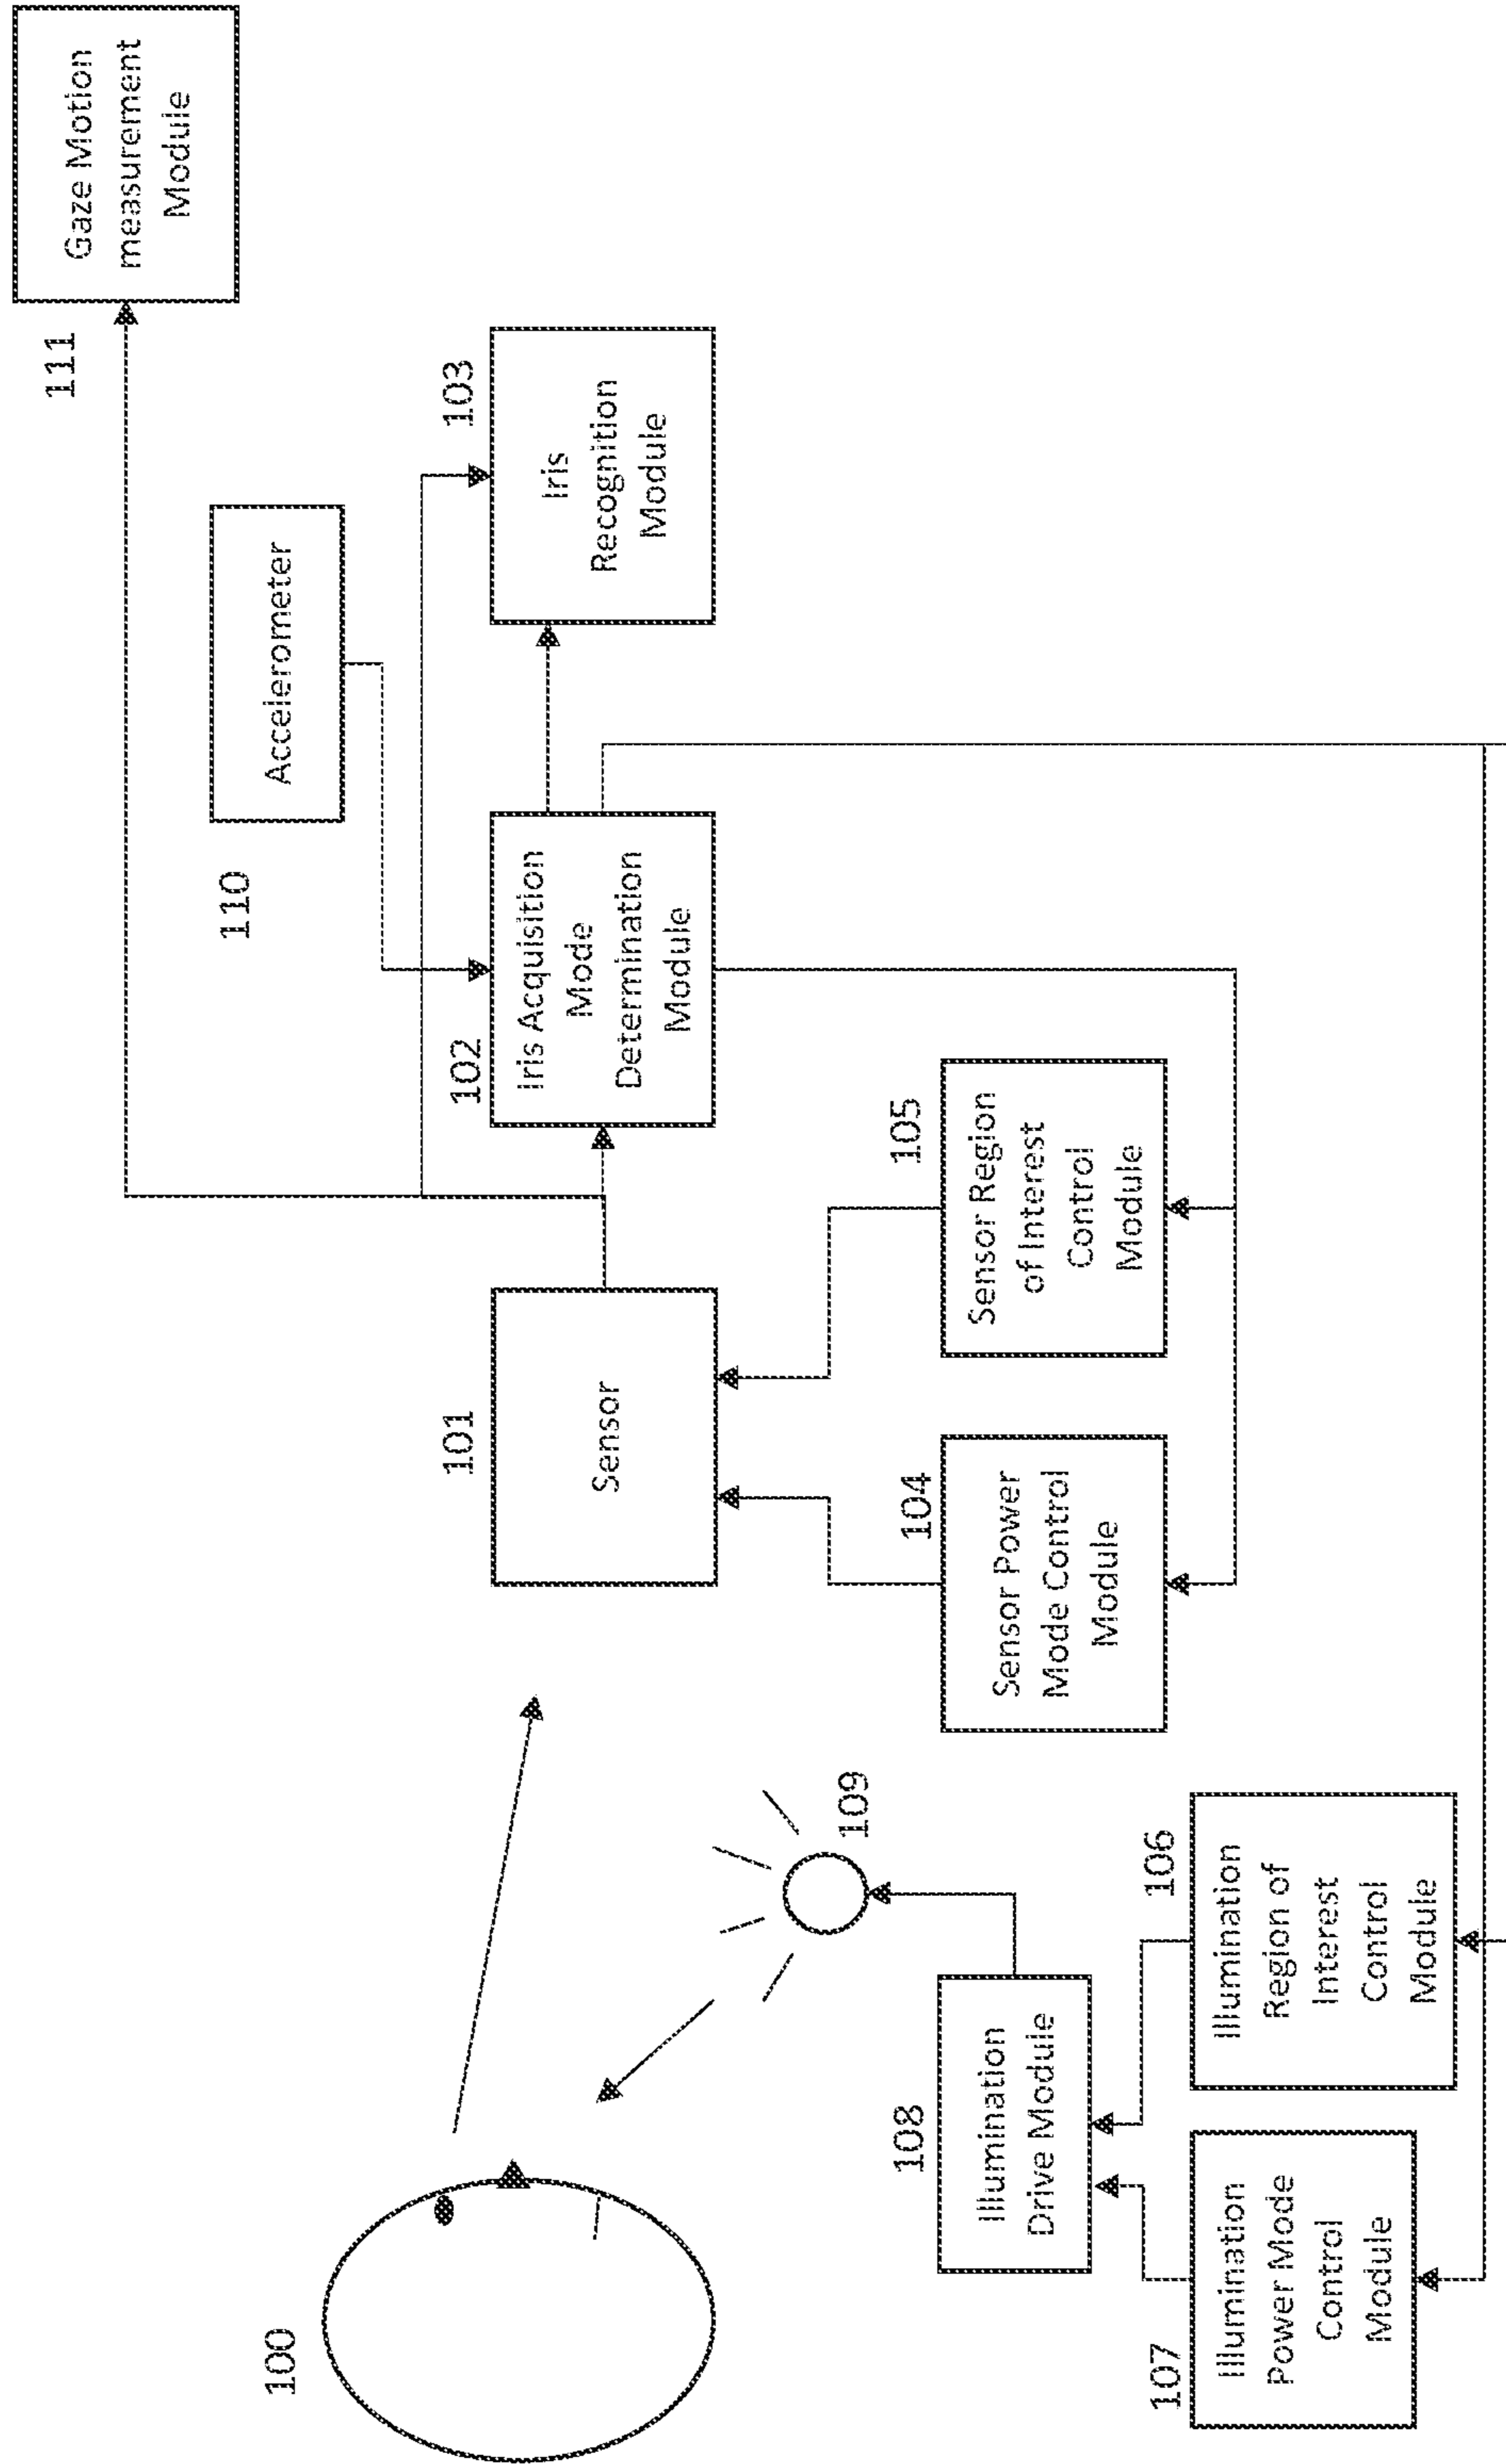 111
Gaze Motion
measurement
Module
110
Accelerometer
103
Iris
Recognition
Module
102
Iris Acquisition
Mode
Determination
Module
101
Sensor
105
Sensor Region
of Interest
Control
Module
104
Sensor Power
Mode Control
Module
100
109
108
Illumination
Drive Module
106
Illumination
Region of
Interest
Control
Module
107
Illumination
Power Mode
Control
Module